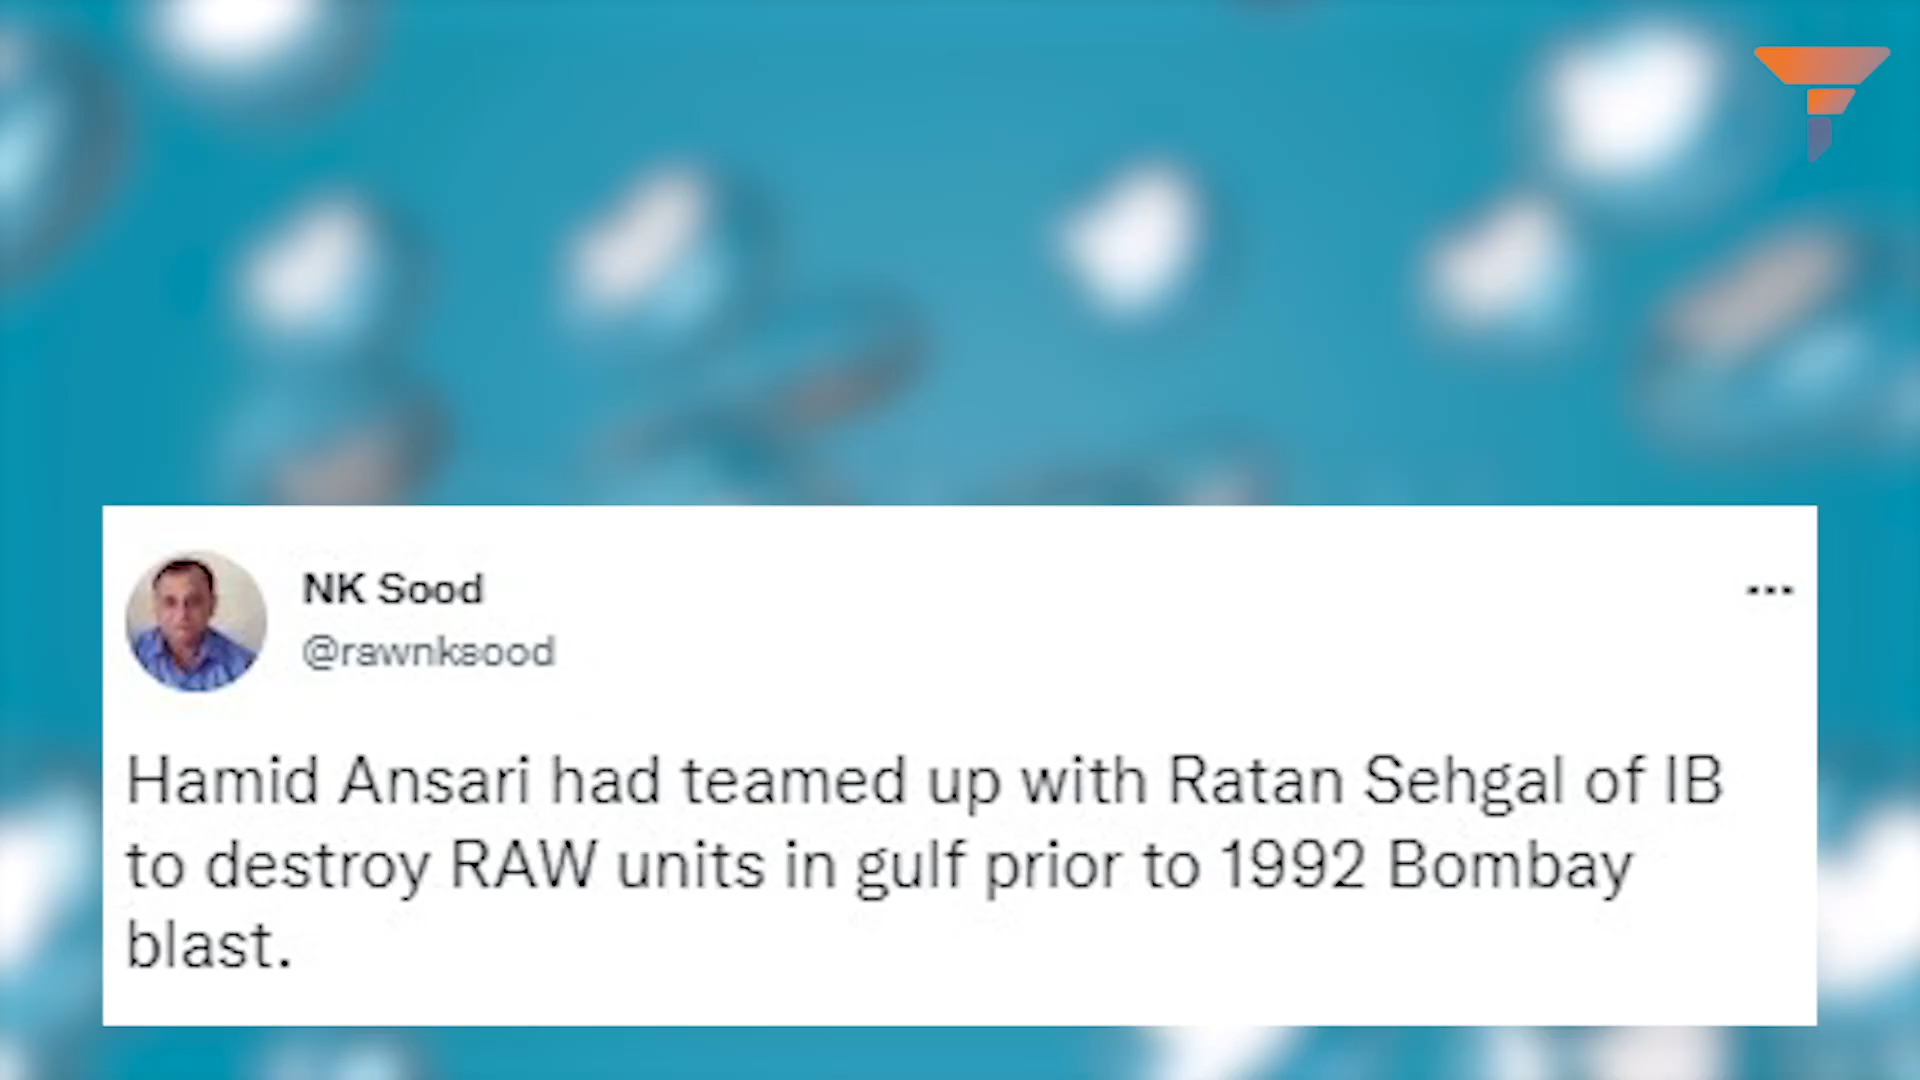 NK Sood
@rawnksood
Hamid Ansari had teamed up with Ratan Sehgal of IB
to destroy RAW units in gulf prior to 1992 Bombay
blast.